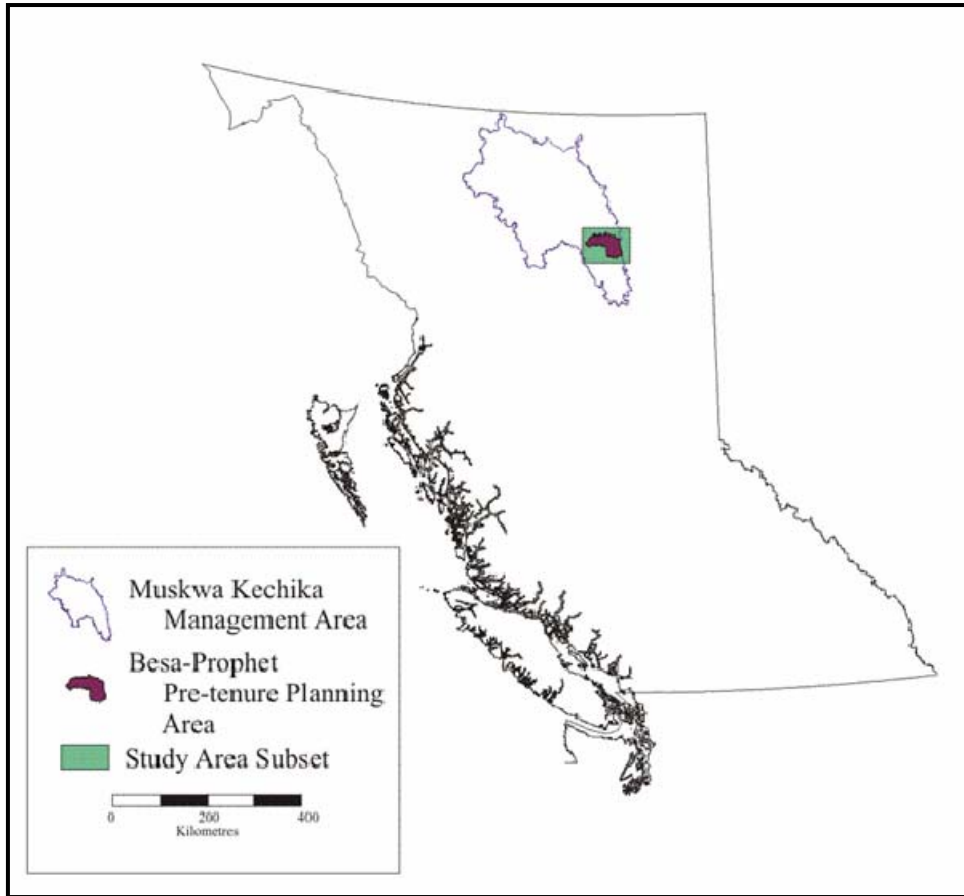 Muskwa Kechika
Management Area
Besa-Prophet
Pre-tenure Planning
Area
Study Area Subset
0 200 400
Kilometres